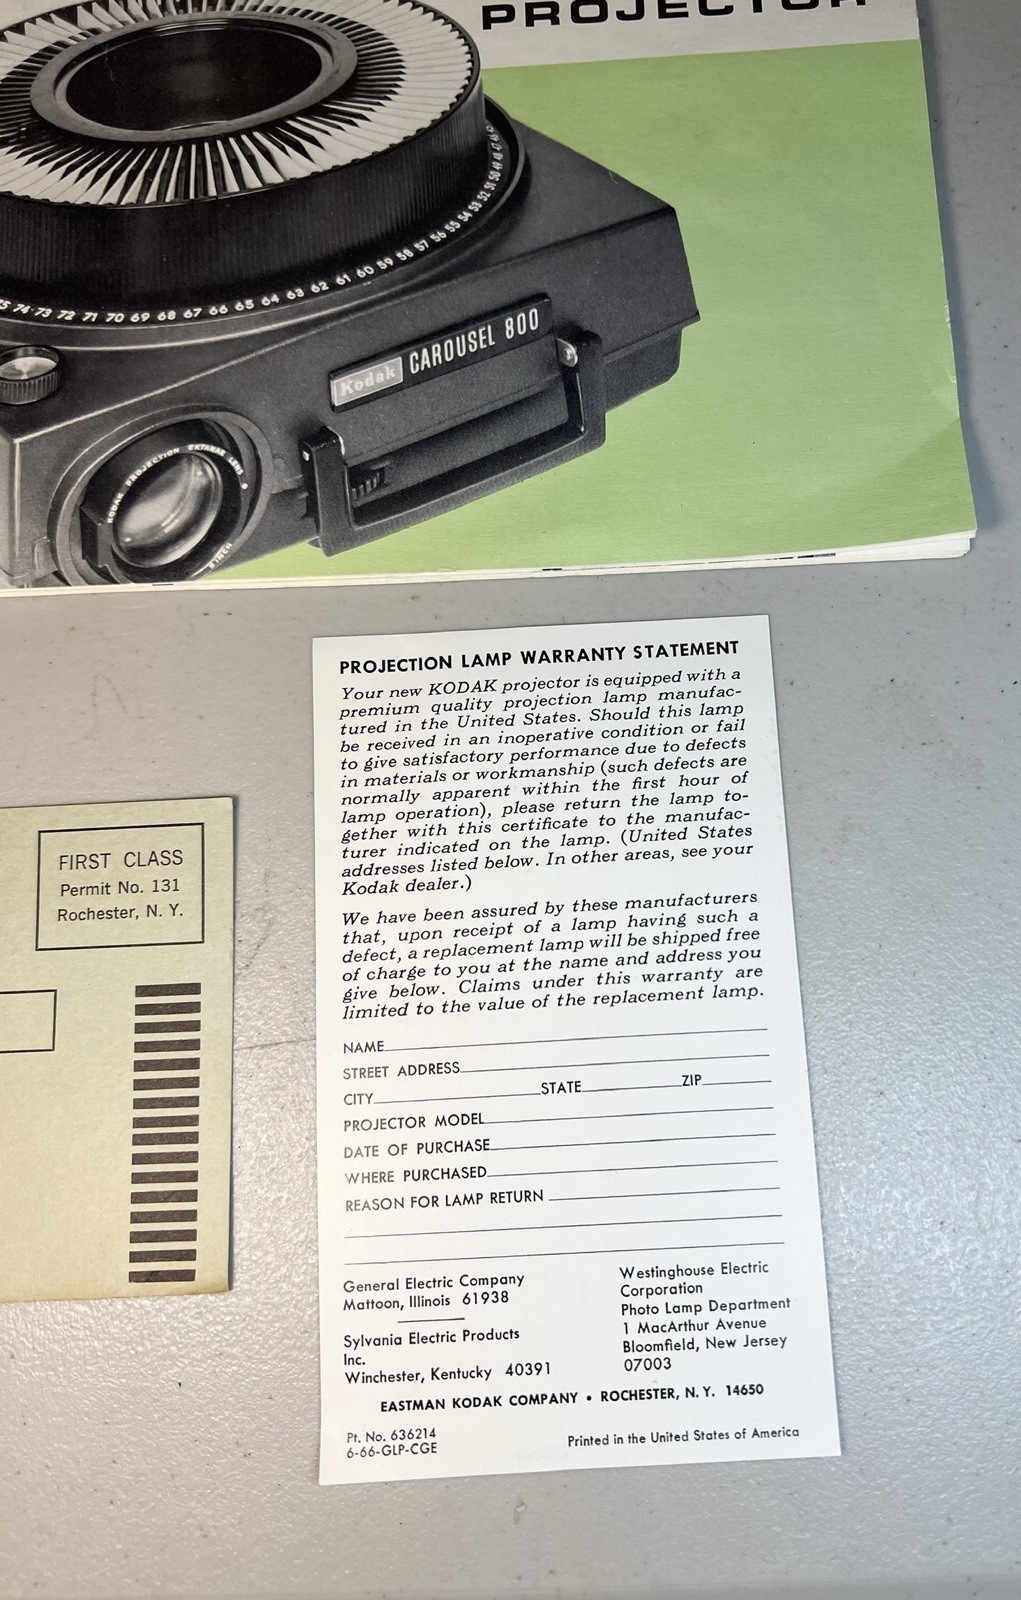 PROJECTOR
75 74 73 72 71 70 69 68 67 66 65 64 63 62 61 60 59 58 57 56 55 54 53 52 51 50 49 48 47 46 45
Kodak CAROUSEL 800
KODAK PROJECTION EKTANAR LENS
INCH
FIRST CLASS
Permit No. 131
Rochester, N. Y.
PROJECTION LAMP WARRANTY STATEMENT
Your new KODAK projector is equipped with a
premium quality projection lamp manufac-
tured in the United States. Should this lamp
be received in an inoperative condition or fail
to give satisfactory performance due to defects
in materials or workmanship (such defects are
normally apparent within the first hour of
lamp operation), please return the lamp to-
gether with this certificate to the manufac-
turer indicated on the lamp. (United States
addresses listed below. In other areas, see your
Kodak dealer.)
We have been assured by these manufacturers
that, upon receipt of a lamp having such a
defect, a replacement lamp will be shipped free
of charge to you at the name and address you
give below. Claims under this warranty are
limited to the value of the replacement lamp.
NAME
STREET ADDRESS
CITY STATE ZIP
PROJECTOR MODEL
DATE OF PURCHASE
WHERE PURCHASED
REASON FOR LAMP RETURN
General Electric Company
Mattoon, Illinois 61938
Sylvania Electric Products
Inc.
Winchester, Kentucky 40391
Westinghouse Electric
Corporation
Photo Lamp Department
1 MacArthur Avenue
Bloomfield, New Jersey
07003
EASTMAN KODAK COMPANY • ROCHESTER, N. Y. 14650
Pt. No. 636214
6-66-GLP-CGE
Printed in the United States of America